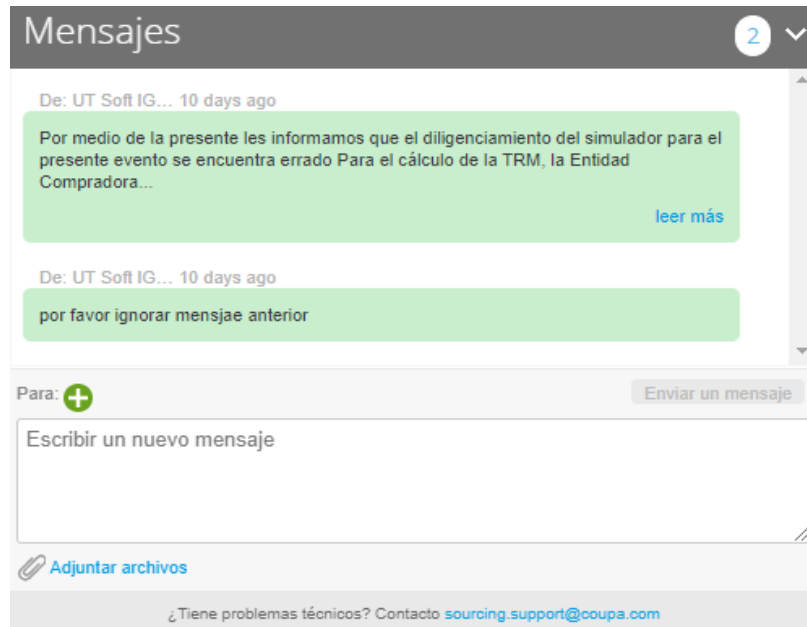 Mensajes
2
De: UT Soft IG... 10 days ago
Por medio de la presente les informamos que el diligenciamiento del simulador para el
presente evento se encuentra errado Para el cálculo de la TRM, la Entidad
Compradora...
leer más
De: UT Soft IG... 10 days ago
por favor ignorar mensjae anterior
Para:
Enviar un mensaje
Escribir un nuevo mensaje
Adjuntar archivos
¿Tiene problemas técnicos? Contacto sourcing.support@coupa.com